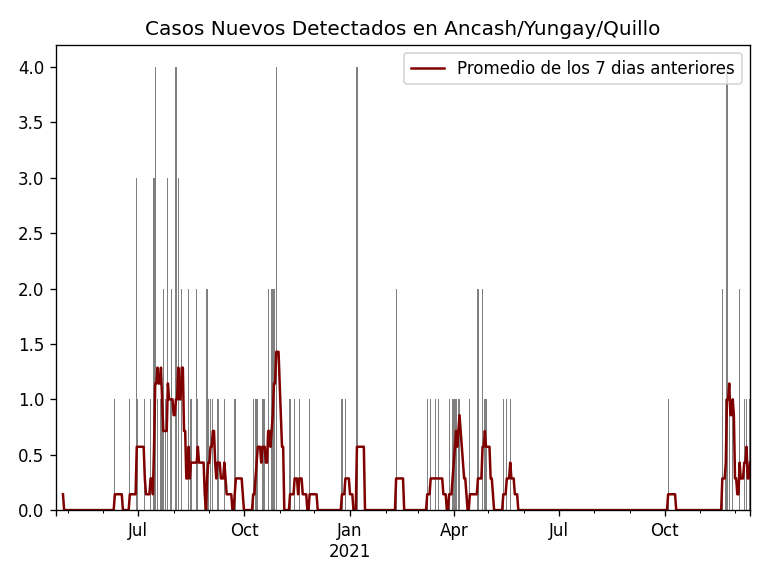 Casos Nuevos Detectados en Ancash/Yungay/Quillo
Promedio de los 7 dias anteriores
4.0
3.5
3.0
2.5
2.0
1.5
1.0
0.5
0.0
Jul
Oct
Jan
2021
Apr
Jul
Oct